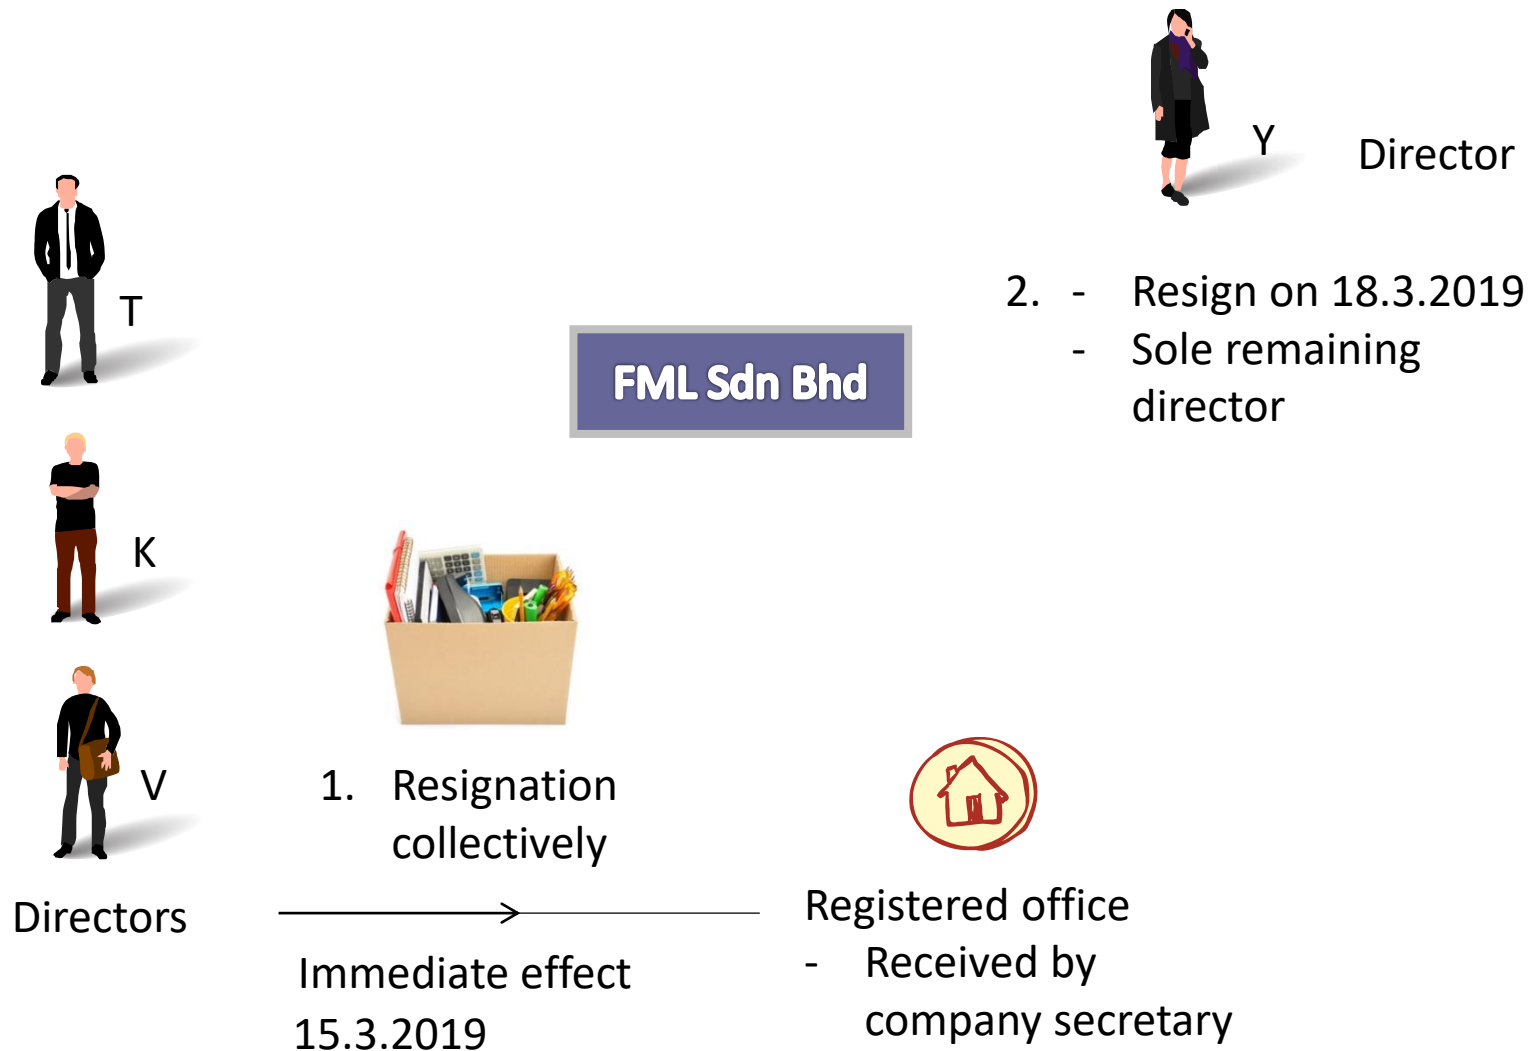 Y
Director
T
2. - Resign on 18.3.2019
- Sole remaining
director
FML Sdn Bhd
K
V
1. Resignation
collectively
Directors
Immediate effect
15.3.2019
Registered office
- Received by
company secretary